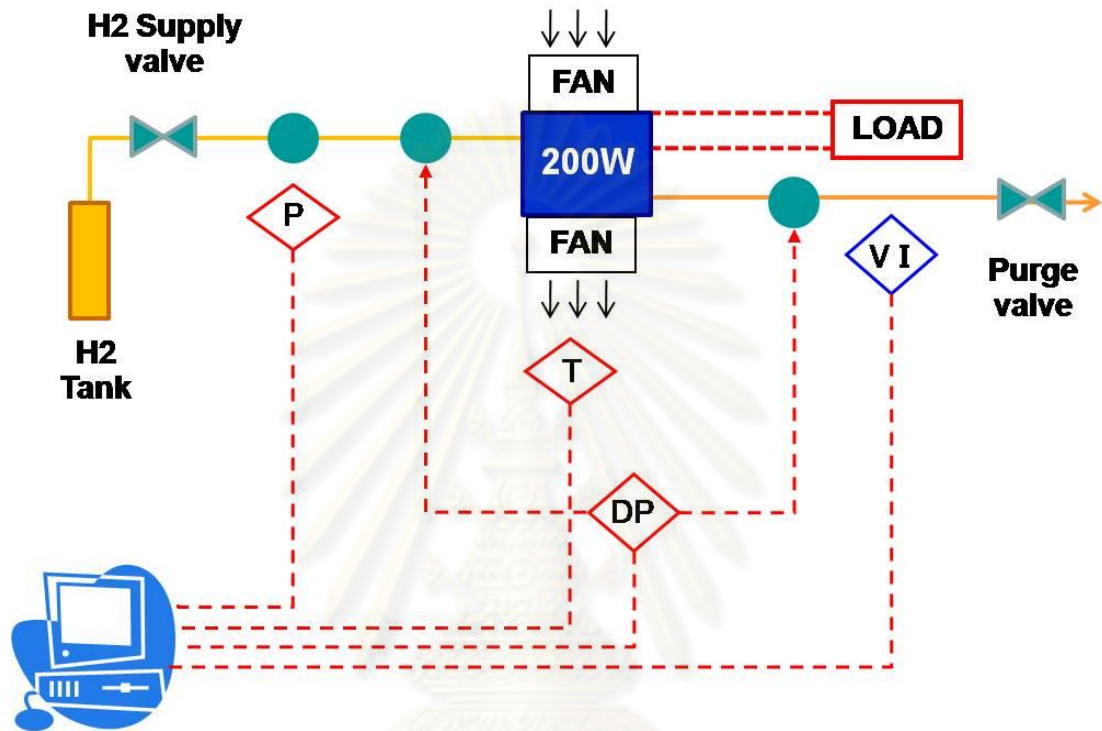 H2 Supply
valve
FAN
200W
LOAD
P
FAN
V I
Purge
valve
H2
Tank
T
DP